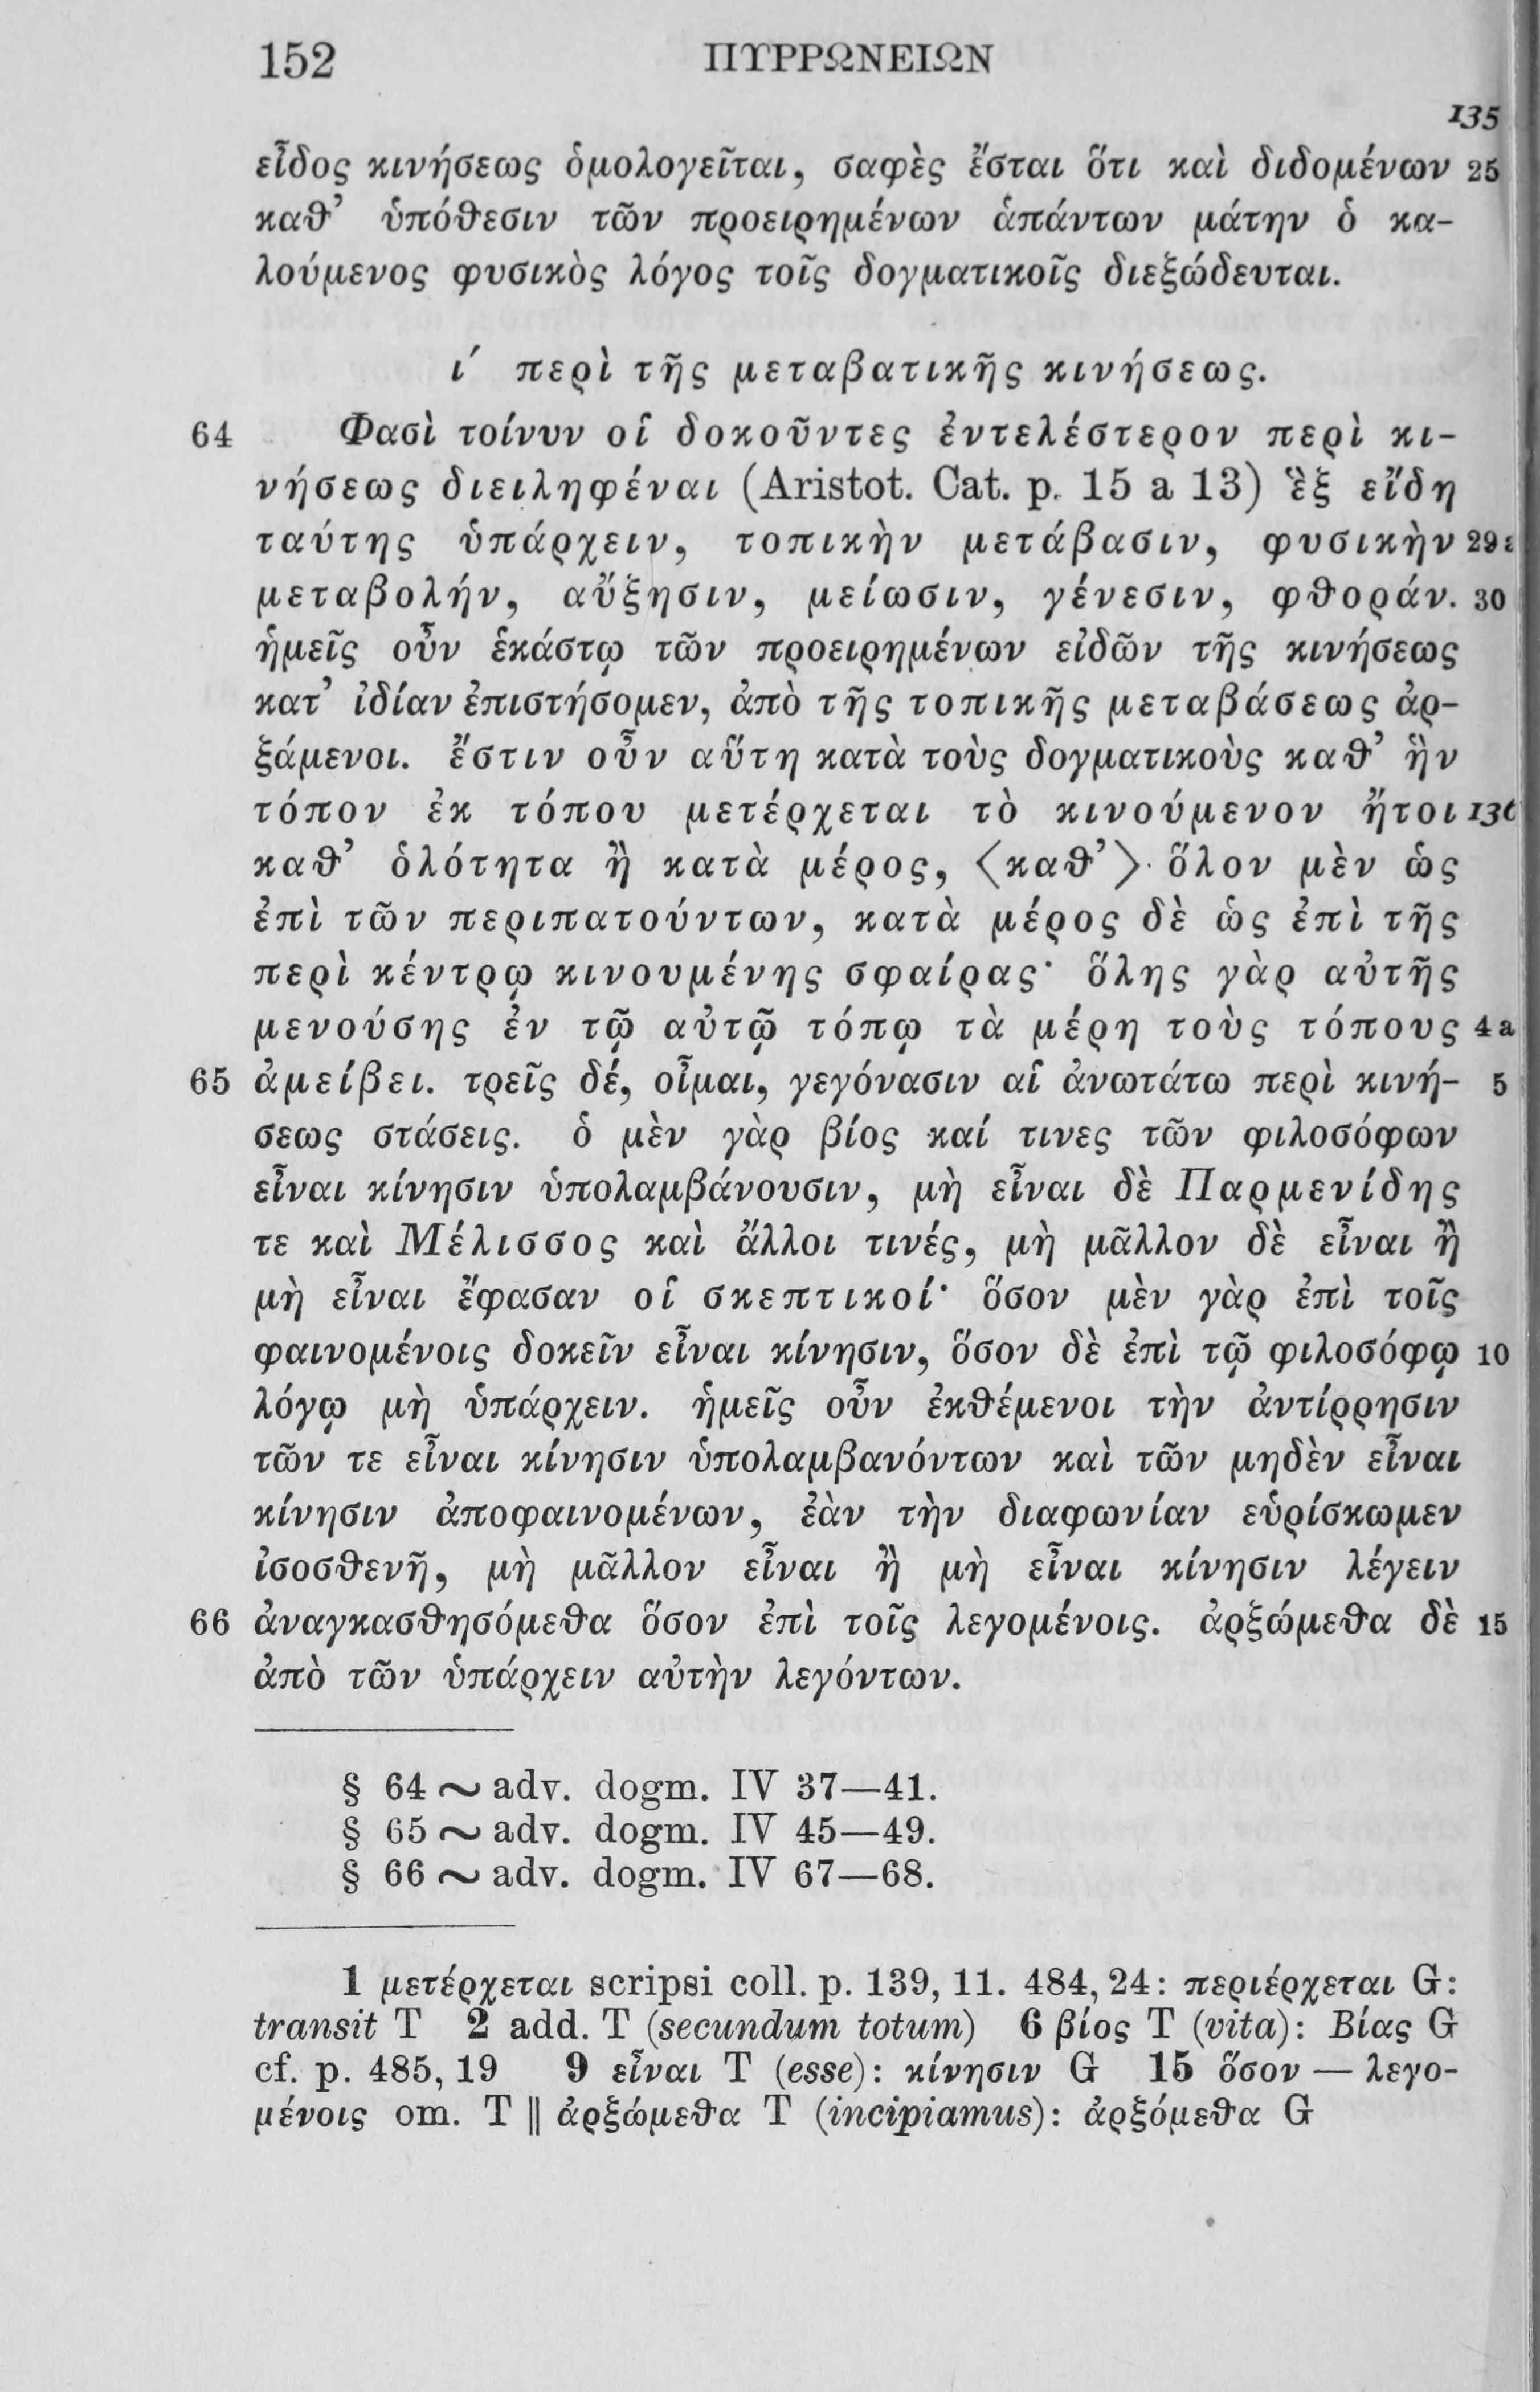 152 ΠΥΡΡΩΝΕΙΩΝ
135
εἶδος κινήσεως ὁμολογεῖται, σαφὲς ἔσται ὅτι καὶ διδομένων 25
καθ' ὑπόθεσιν τῶν προειρημένων ἁπάντων μάτην ὁ κα-
λούμενος φυσικὸς λόγος τοῖς δογματικοῖς διεξώδευται.
ι´ περὶ τῆς μεταβατικῆς κινήσεως.
64 Φασὶ τοίνυν οἱ δοκοῦντες ἐντελέστερον περὶ κι-
νήσεως διειληφέναι (Aristot. Cat. p. 15 a 13) ἓξ εἴδη
ταύτης ὑπάρχειν, τοπικὴν μετάβασιν, φυσικὴν 29
μεταβολήν, αὔξησιν, μείωσιν, γένεσιν, φθοράν. 30
ἡμεῖς οὖν ἑκάστῳ τῶν προειρημένων εἰδῶν τῆς κινήσεως
κατ' ἰδίαν ἐπιστήσομεν, ἀπὸ τῆς τοπικῆς μεταβάσεως ἀρ-
ξάμενοι. ἔστιν οὖν αὕτη κατὰ τοὺς δογματικοὺς καθ' ἣν
τόπον ἐκ τόπου μετέρχεται τὸ κινούμενον ἤτοι 136
καθ' ὁλότητα ἢ κατὰ μέρος, ⟨καθ'⟩ ὅλον μὲν ὡς
ἐπὶ τῶν περιπατούντων, κατὰ μέρος δὲ ὡς ἐπὶ τῆς
περὶ κέντρῳ κινουμένης σφαίρας· ὅλης γὰρ αὐτῆς
μενούσης ἐν τῷ αὐτῷ τόπῳ τὰ μέρη τοὺς τόπους 4 a
65 ἀμείβει. τρεῖς δέ, οἶμαι, γεγόνασιν αἱ ἀνωτάτω περὶ κινή- 5
σεως στάσεις. ὁ μὲν γὰρ βίος καί τινες τῶν φιλοσόφων
εἶναι κίνησιν ὑπολαμβάνουσιν, μὴ εἶναι δὲ Παρμενίδης
τε καὶ Μέλισσος καὶ ἄλλοι τινές, μὴ μᾶλλον δὲ εἶναι ἢ
μὴ εἶναι ἔφασαν οἱ σκεπτικοί· ὅσον μὲν γὰρ ἐπὶ τοῖς
φαινομένοις δοκεῖν εἶναι κίνησιν, ὅσον δὲ ἐπὶ τῷ φιλοσόφῳ 10
λόγῳ μὴ ὑπάρχειν. ἡμεῖς οὖν ἐκθέμενοι τὴν ἀντίρρησιν
τῶν τε εἶναι κίνησιν ὑπολαμβανόντων καὶ τῶν μηδὲν εἶναι
κίνησιν ἀποφαινομένων, ἐὰν τὴν διαφωνίαν εὑρίσκωμεν
ἰσοσθενῆ, μὴ μᾶλλον εἶναι ἢ μὴ εἶναι κίνησιν λέγειν
66 ἀναγκασθησόμεθα ὅσον ἐπὶ τοῖς λεγομένοις. ἀρξώμεθα δὲ 15
ἀπὸ τῶν ὑπάρχειν αὐτὴν λεγόντων.
§ 64 ~ adv. dogm. IV 37—41.
§ 65 ~ adv. dogm. IV 45—49.
§ 66 ~ adv. dogm. IV 67—68.
1 μετέρχεται scripsi coll. p. 139, 11. 484, 24: περιέρχεται G:
transit T 2 add. T (secundum totum) 6 βίος T (vita): Βίας G
cf. p. 485, 19 9 εἶναι T (esse): κίνησιν G 15 ὅσον — λεγο-
μένοις om. T || ἀρξώμεθα T (incipiamus): ἀρξόμεθα G